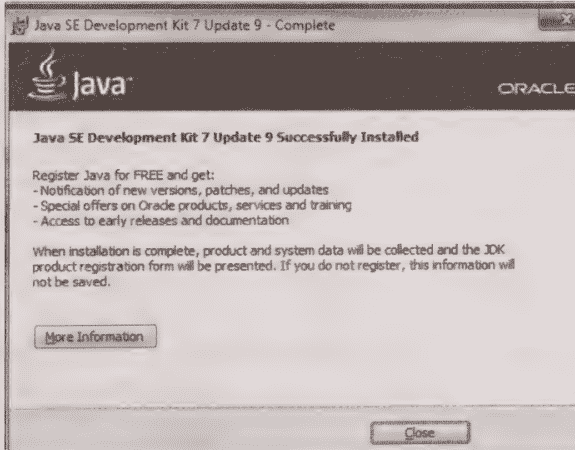 Java SE Development Kit 7 Update 9 - Complete
Java
ORACLE
Java SE Development Kit 7 Update 9 Successfully Installed
Register Java for FREE and get:
- Notification of new versions, patches, and updates
- Special offers on Oracle products, services and training
- Access to early releases and documentation
When installation is complete, product and system data will be collected and the JDK
product registration form will be presented. If you do not register, this information will
not be saved.
More Information
Close